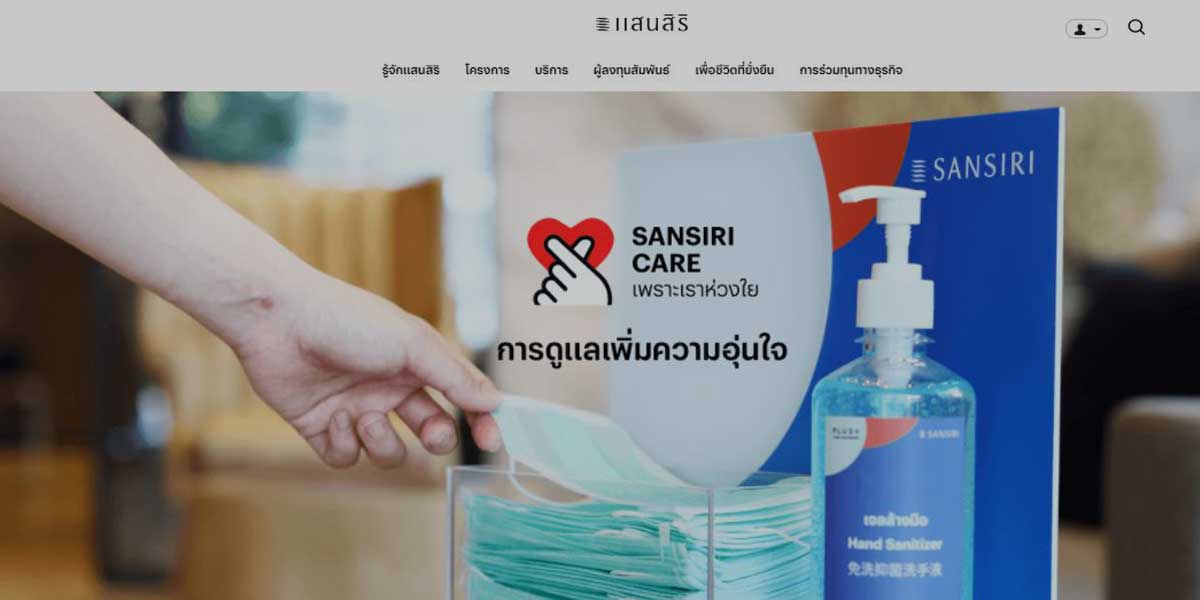 แสนสิริ
รู้จักแสนสิริ โครงการ บริการ ผู้ลงทุนสัมพันธ์ เพื่อชีวิตที่ยั่งยืน การร่วมทุนทางธุรกิจ
SANSIRI
SANSIRI
CARE
เพราะเราห่วงใย
การดูแลเพิ่มความอุ่นใจ
PLUS+
SANSIRI
เจลล้างมือ
Hand Sanitizer
免洗抑菌洗手液